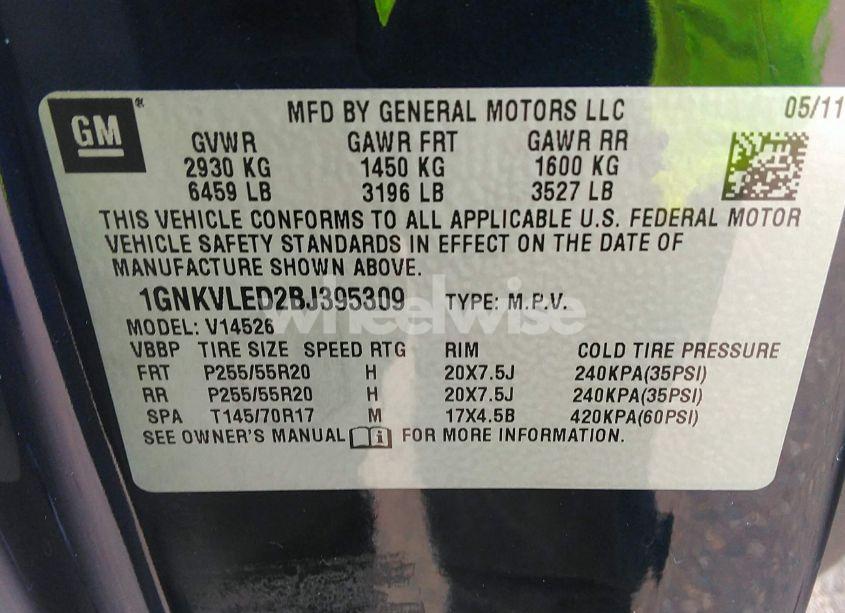 GM
MFD BY GENERAL MOTORS LLC 05/11
GVWR GAWR FRT GAWR RR
2930 KG 1450 KG 1600 KG
6459 LB 3196 LB 3527 LB
THIS VEHICLE CONFORMS TO ALL APPLICABLE U.S. FEDERAL MOTOR
VEHICLE SAFETY STANDARDS IN EFFECT ON THE DATE OF
MANUFACTURE SHOWN ABOVE.
1GNKVLED2BJ395309 TYPE: M.P.V.
wheelwise
MODEL: V14526
VBBP TIRE SIZE SPEED RTG RIM COLD TIRE PRESSURE
FRT P255/55R20 H 20X7.5J 240KPA(35PSI)
RR P255/55R20 H 20X7.5J 240KPA(35PSI)
SPA T145/70R17 M 17X4.5B 420KPA(60PSI)
SEE OWNER'S MANUAL i FOR MORE INFORMATION.